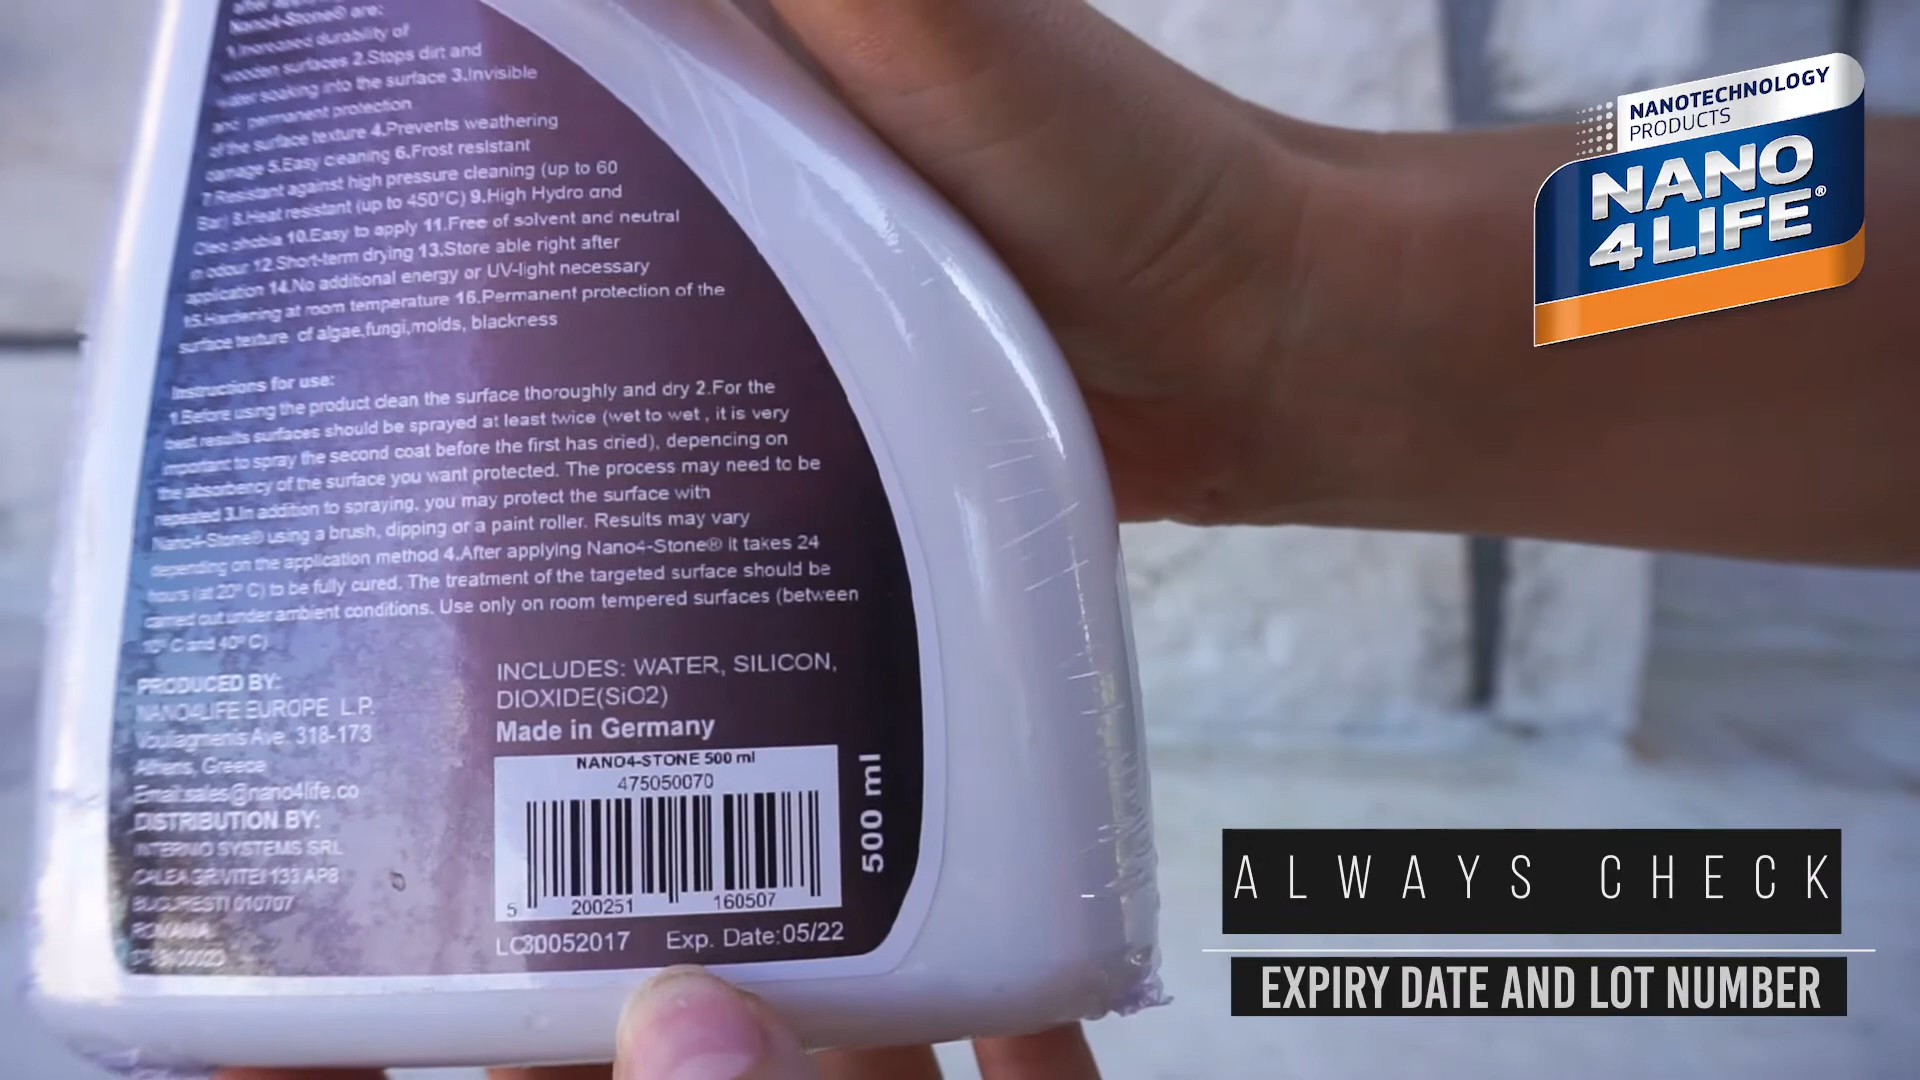 Nano4-Stone® are:
1.Increased durability of
wooden surfaces 2.Stops dirt and
water soaking into the surface 3.Invisible
and permanent protection
of the surface texture 4.Prevents weathering
damage 5.Easy cleaning 6.Frost resistant
7.Resistant against high pressure cleaning (up to 60
Bar) 8.Heat resistant (up to 450°C) 9.High Hydro and
Oleo phobia 10.Easy to apply 11.Free of solvent and neutral
in odour 12.Short-term drying 13.Store able right after
application 14.No additional energy or UV-light necessary
15.Hardening at room temperature 16.Permanent protection of the
surface texture of algae,fungi,molds, blackness
Instructions for use:
1.Before using the product clean the surface thoroughly and dry 2.For the
best results surfaces should be sprayed at least twice (wet to wet , it is very
important to spray the second coat before the first has dried), depencing on
the absorbency of the surface you want protected. The process may need to be
repeated 3.In addition to spraying, you may protect the surface with
Nano4-Stone® using a brush, dipping or a paint roller. Results may vary
depending on the application method 4.After applying Nano4-Stone® it takes 24
hours (at 20º C) to be fully cured. The treatment of the targeted surface should be
carried out under ambient conditions. Use only on room tempered surfaces (between
10º C and 40º C)
PRODUCED BY:
NANO4LIFE EUROPE L.P.
Vouliagmenis Ave. 318-173
Athens, Greece
Email:sales@nano4life.co
DISTRIBUTION BY:
INTERNIO SYSTEMS SRL
CALEA GRIVITEI 133 AP8
BUCURESTI 010707
ROMANIA
INCLUDES: WATER, SILICON,
DIOXIDE(SiO2)
Made in Germany
NANO4-STONE 500 ml
475050070
5 200251 160507
500 ml
LC30052017 Exp. Date:05/22
NANOTECHNOLOGY
PRODUCTS
NANO
4LIFE®
ALWAYS CHECK
EXPIRY DATE AND LOT NUMBER